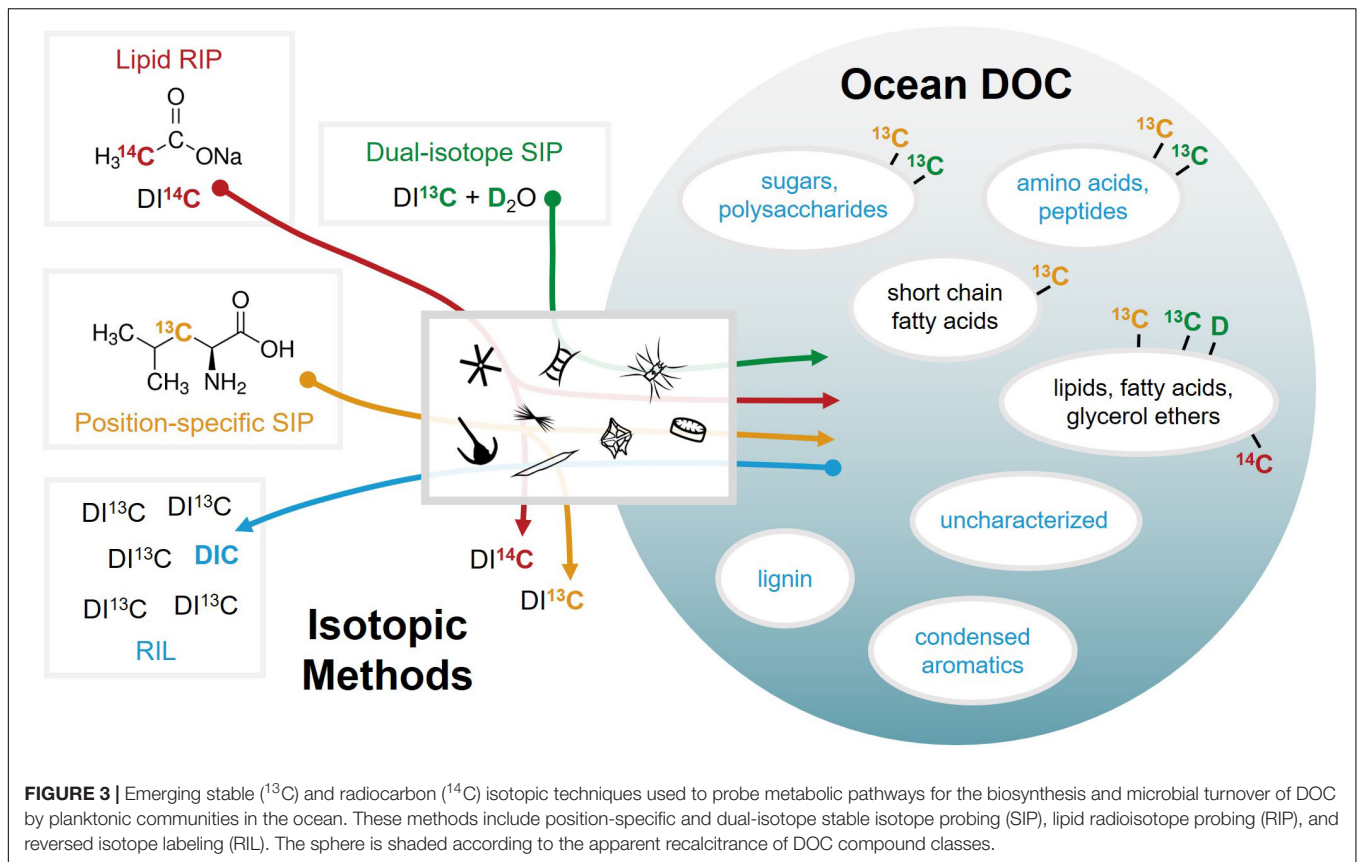 Lipid RIP
O
H₃¹⁴C
C
ONa
DI¹⁴C
Dual-isotope SIP
DI¹³C + D₂O
O
¹³C
H₃C
OH
CH₃
NH₂
Position-specific SIP
DI¹³C
DI¹³C
DI¹³C
DIC
DI¹³C
DI¹³C
RIL
DI¹⁴C
DI¹³C
Isotopic
Methods
Ocean DOC
¹³C
¹³C
sugars,
polysaccharides
¹³C
¹³C
amino acids,
peptides
¹³C
short chain
fatty acids
¹³C
¹³C
D
lipids, fatty acids,
glycerol ethers
¹⁴C
uncharacterized
lignin
condensed
aromatics
FIGURE 3 | Emerging stable (¹³C) and radiocarbon (¹⁴C) isotopic techniques used to probe metabolic pathways for the biosynthesis and microbial turnover of DOC
by planktonic communities in the ocean. These methods include position-specific and dual-isotope stable isotope probing (SIP), lipid radioisotope probing (RIP), and
reversed isotope labeling (RIL). The sphere is shaded according to the apparent recalcitrance of DOC compound classes.